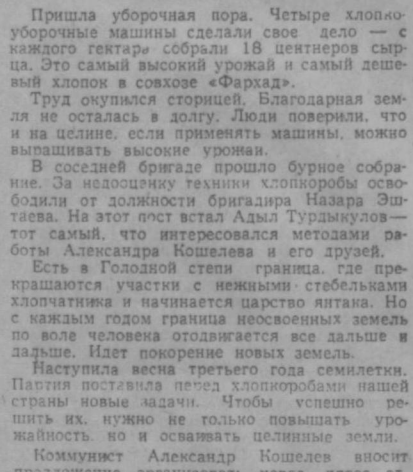 Пришла уборочная пора. Четыре хлопко-
уборочные машины сделали свое дело — с
каждого гектара собрали 18 центнеров сыр-
ца. Это самый высокий урожай и самый деше-
вый хлопок в совхозе «Фархад».
Труд окупился сторицей. Благодарная зем-
ля не осталась в долгу. Люди поверили, что
и на целине, если применять машины, можно
выращивать высокие урожаи.
В соседней бригаде прошло бурное собра-
ние. За недооценку техники хлопкоробы осво-
бодили от должности бригадира Назара Эш-
таева. На этот пост встал Адыл Турдыкулов—
тот самый, что интересовался методами ра-
боты Александра Кошелева и его друзей.
Есть в Голодной степи граница, где пре-
кращаются участки с нежными стебельками
хлопчатника и начинается царство янтака. Но
с каждым годом граница неосвоенных земель
по воле человека отодвигается все дальше и
дальше. Идет покорение новых земель.
Наступила весна третьего года семилетки.
Партия поставила перед хлопкоробами нашей
страны новые задачи. Чтобы успешно ре-
шить их, нужно не только повышать уро-
жайность, но и осваивать целинные земли.
Коммунист Александр Кошелев вносит